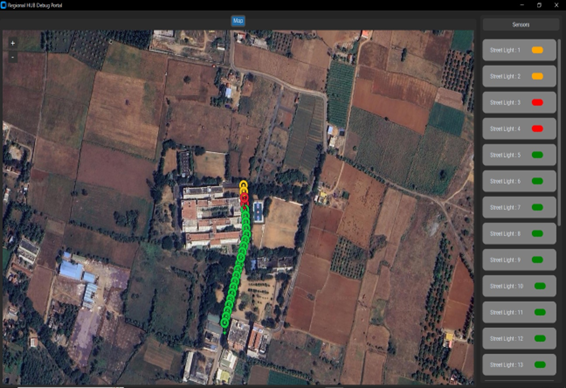 Regional HUB Debug Portal
Map
Sensors
+
-
Street Light : 1
Street Light : 2
Street Light : 3
Street Light : 4
Street Light : 5
Street Light : 6
Street Light : 7
Street Light : 8
Street Light : 9
Street Light : 10
Street Light : 11
Street Light : 12
Street Light : 13